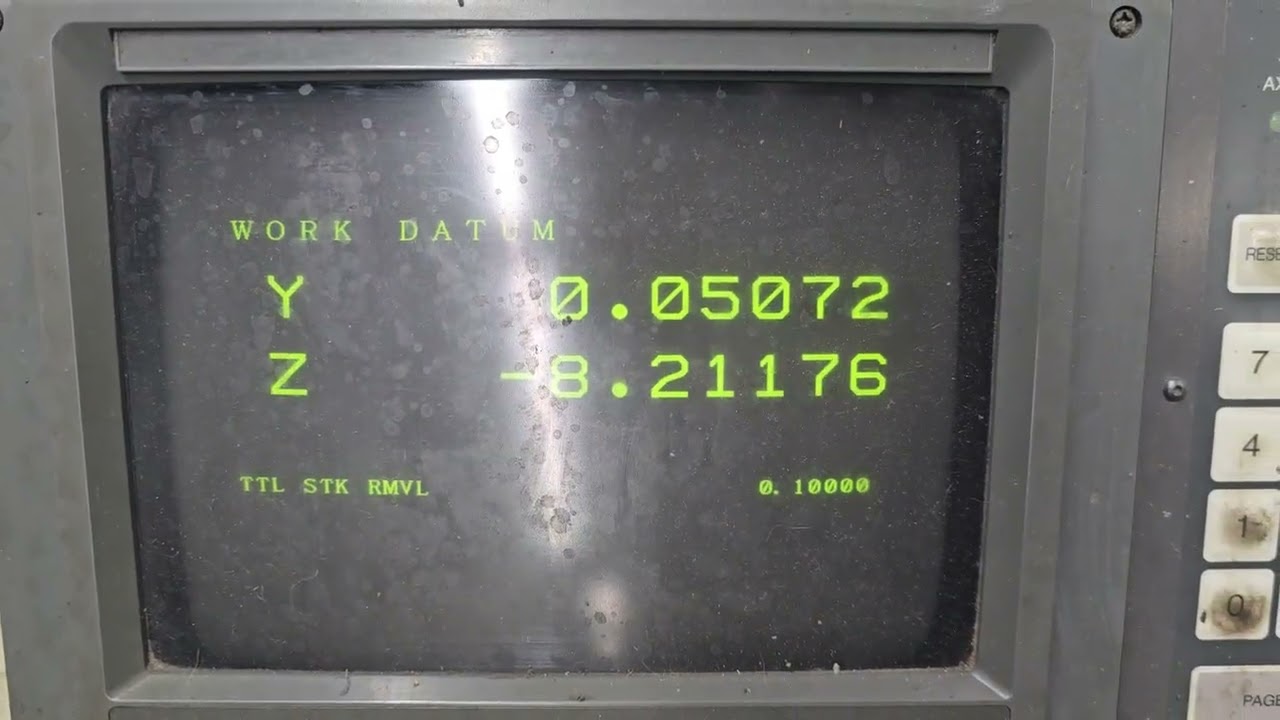 WORK DATUM
Y 0.05072
Z -8.21176
TTL STK RMVL 0.10000
7
4
1
0